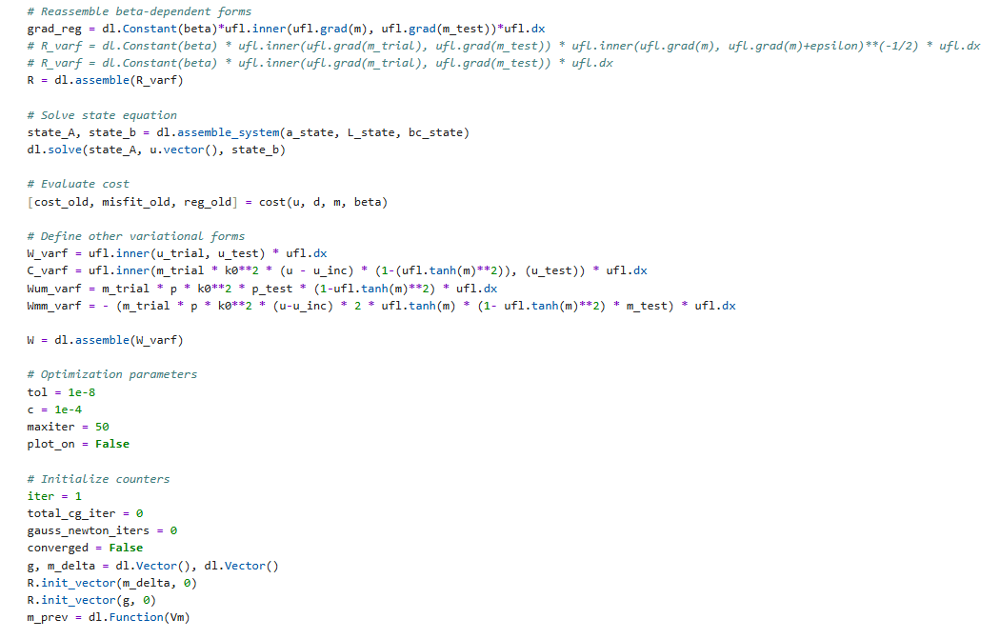 # Reassemble beta-dependent forms
grad_reg = dl.Constant(beta)*ufl.inner(ufl.grad(m), ufl.grad(m_test))*ufl.dx
# R_varf = dl.Constant(beta) * ufl.inner(ufl.grad(m_trial), ufl.grad(m_test)) * ufl.inner(ufl.grad(m), ufl.grad(m)+epsilon)**(-1/2) * ufl.dx
# R_varf = dl.Constant(beta) * ufl.inner(ufl.grad(m_trial), ufl.grad(m_test)) * ufl.dx
R = dl.assemble(R_varf)
# Solve state equation
state_A, state_b = dl.assemble_system(a_state, L_state, bc_state)
dl.solve(state_A, u.vector(), state_b)
# Evaluate cost
[cost_old, misfit_old, reg_old] = cost(u, d, m, beta)
# Define other variational forms
W_varf = ufl.inner(u_trial, u_test) * ufl.dx
C_varf = ufl.inner(m_trial * k0**2 * (u - u_inc) * (1-(ufl.tanh(m)**2)), (u_test)) * ufl.dx
Wum_varf = m_trial * p * k0**2 * p_test * (1-ufl.tanh(m)**2) * ufl.dx
Wmm_varf = - (m_trial * p * k0**2 * (u-u_inc) * 2 * ufl.tanh(m) * (1- ufl.tanh(m)**2) * m_test) * ufl.dx
W = dl.assemble(W_varf)
# Optimization parameters
tol = 1e-8
c = 1e-4
maxiter = 50
plot_on = False
# Initialize counters
iter = 1
total_cg_iter = 0
gauss_newton_iters = 0
converged = False
g, m_delta = dl.Vector(), dl.Vector()
R.init_vector(m_delta, 0)
R.init_vector(g, 0)
m_prev = dl.Function(Vm)